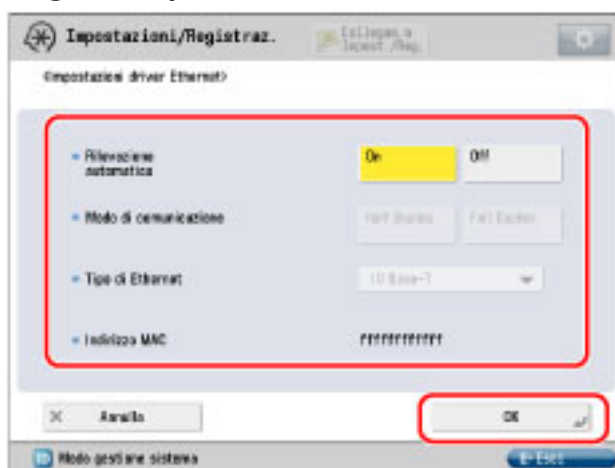 Impostazioni/Registraz.
<Impostazioni driver Ethernet>
Rilevazione
automatica
On
Off
Modo di comunicazione
Half Duplex
Full Duplex
Tipo di Ethernet
10 Base-T
Indirizzo MAC
ffffffffffff
Annulla
OK
Modo gestione sistema
Esci